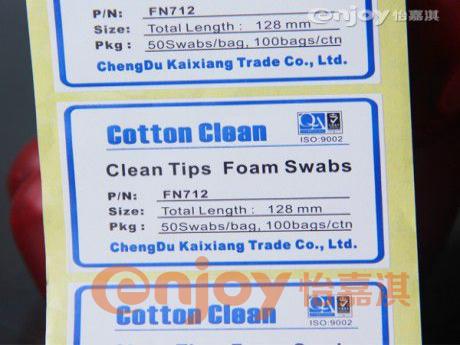 enjoy 怡嘉淇
P/N: FN712
Size: Total Length : 128 mm
Pkg : 50Swabs/bag, 100bags/ctn
ChengDu Kaixiang Trade Co., Ltd.
Cotton Clean
QA
ISO:9002
Clean Tips Foam Swabs
P/N: FN712
Size: Total Length : 128 mm
Pkg : 50Swabs/bag, 100bags/ctn
ChengDu Kaixiang Trade Co., Ltd.
enjoy 怡嘉淇
Cotton Clean
QA
ISO:9002